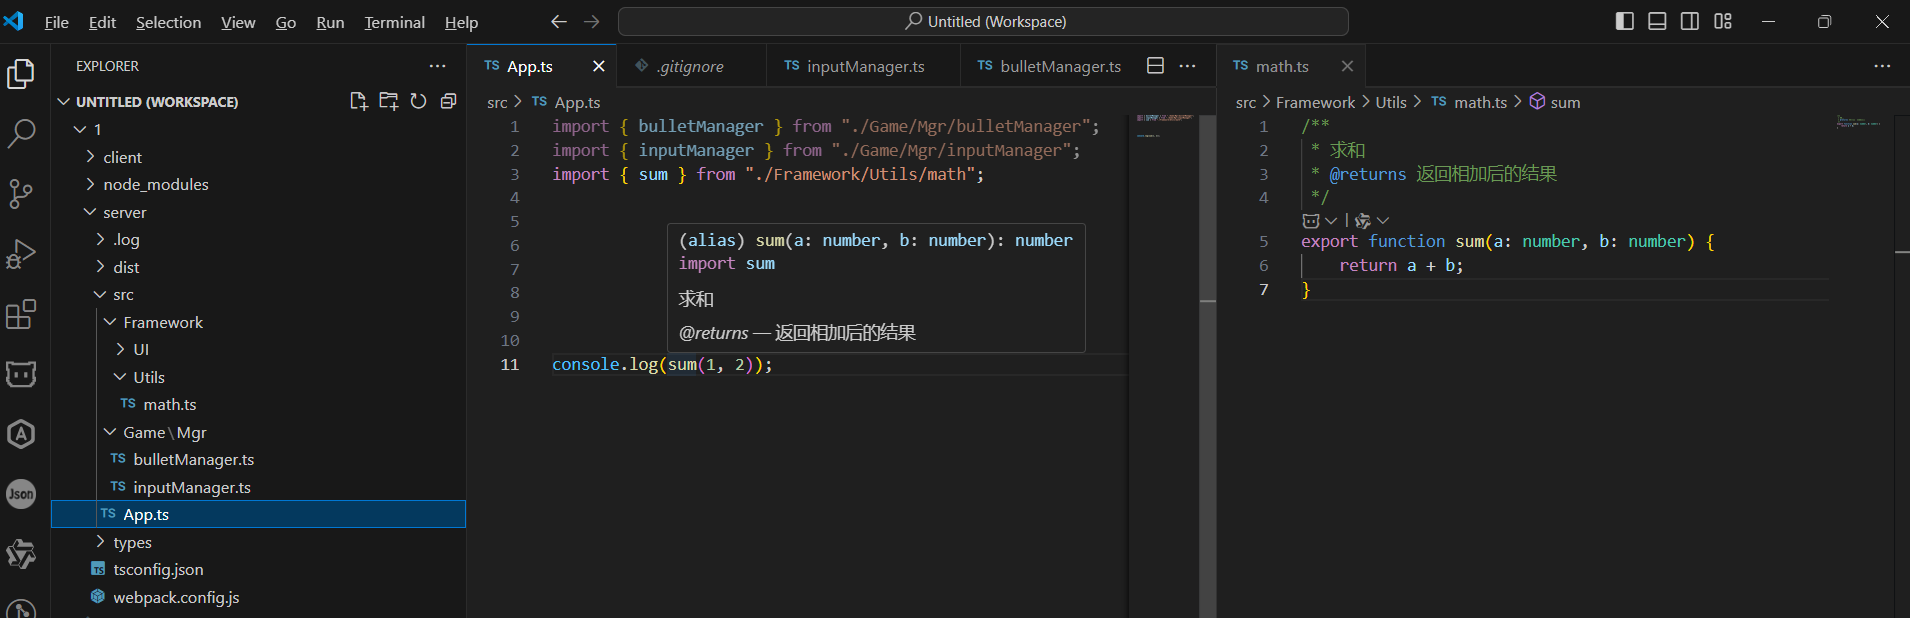 File Edit Selection View Go Run Terminal Help
Untitled (Workspace)
EXPLORER
UNTITLED (WORKSPACE)
1
client
node_modules
server
.log
dist
src
Framework
UI
Utils
TS math.ts
Game\Mgr
TS bulletManager.ts
TS inputManager.ts
TS App.ts
types
TS tsconfig.json
webpack.config.js
Json
TS App.ts
.gitignore
TS inputManager.ts
TS bulletManager.ts
src > TS App.ts
1 import { bulletManager } from "./Game/Mgr/bulletManager";
2 import { inputManager } from "./Game/Mgr/inputManager";
3 import { sum } from "./Framework/Utils/math";
4
5
6
7
8
9
10
11 console.log(sum(1, 2));
(alias) sum(a: number, b: number): number
import sum
求和
@returns — 返回相加后的结果
TS math.ts
src > Framework > Utils > TS math.ts > sum
1 /**
2 * 求和
3 * @returns 返回相加后的结果
4 */
5 export function sum(a: number, b: number) {
6 return a + b;
7 }